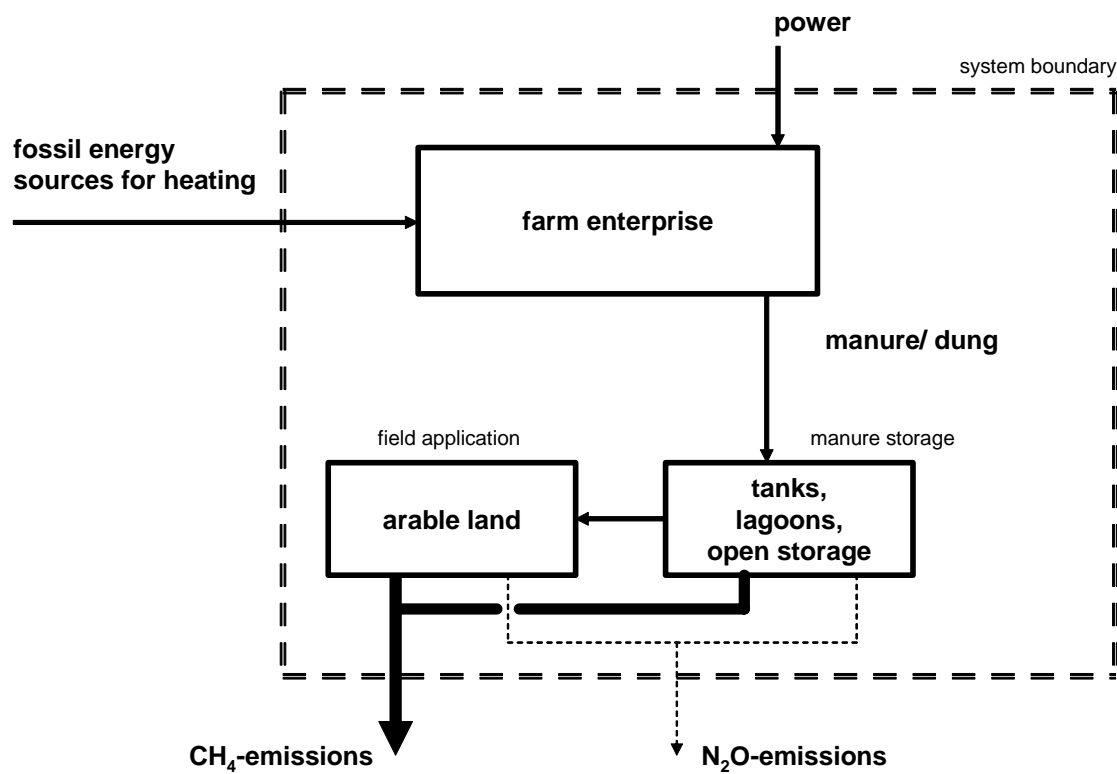 power
system boundary
fossil energy
sources for heating
farm enterprise
manure/ dung
field application
manure storage
arable land
tanks,
lagoons,
open storage
CH₄-emissions
N₂O-emissions